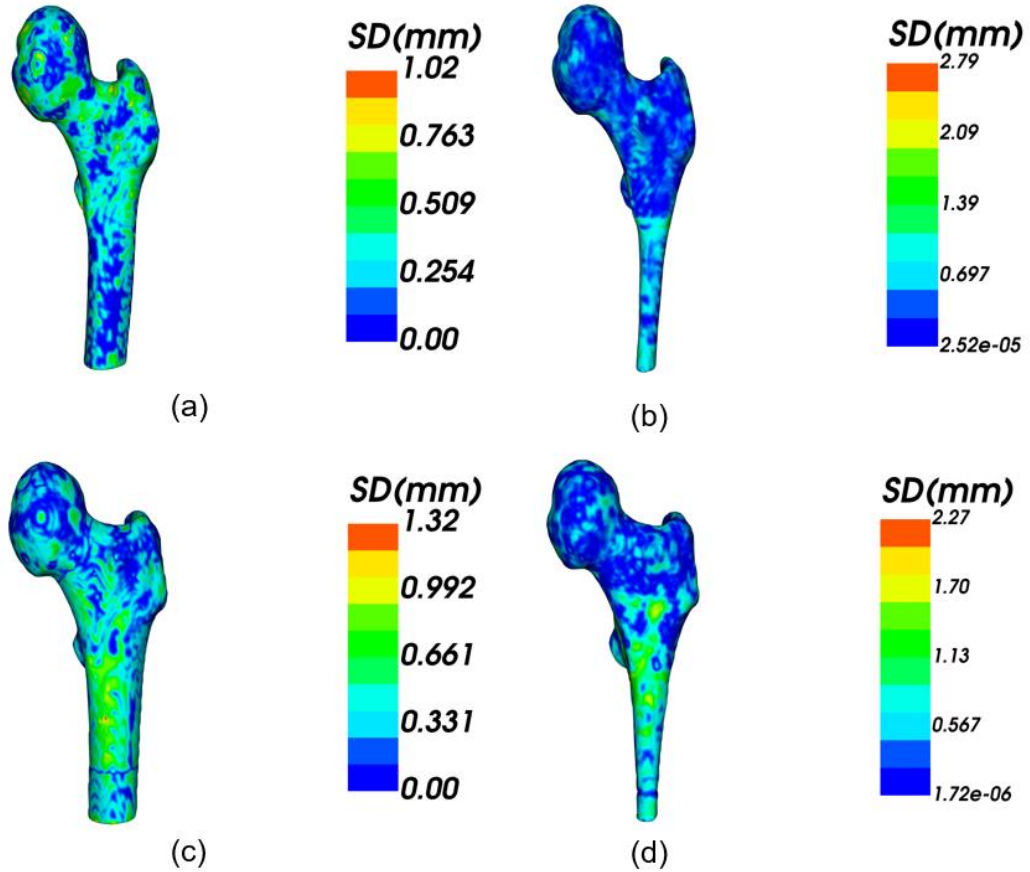 SD(mm)
1.02
0.763
0.509
0.254
0.00
(a)
SD(mm)
2.79
2.09
1.39
0.697
2.52e-05
(b)
SD(mm)
1.32
0.992
0.661
0.331
0.00
(c)
SD(mm)
2.27
1.70
1.13
0.567
1.72e-06
(d)